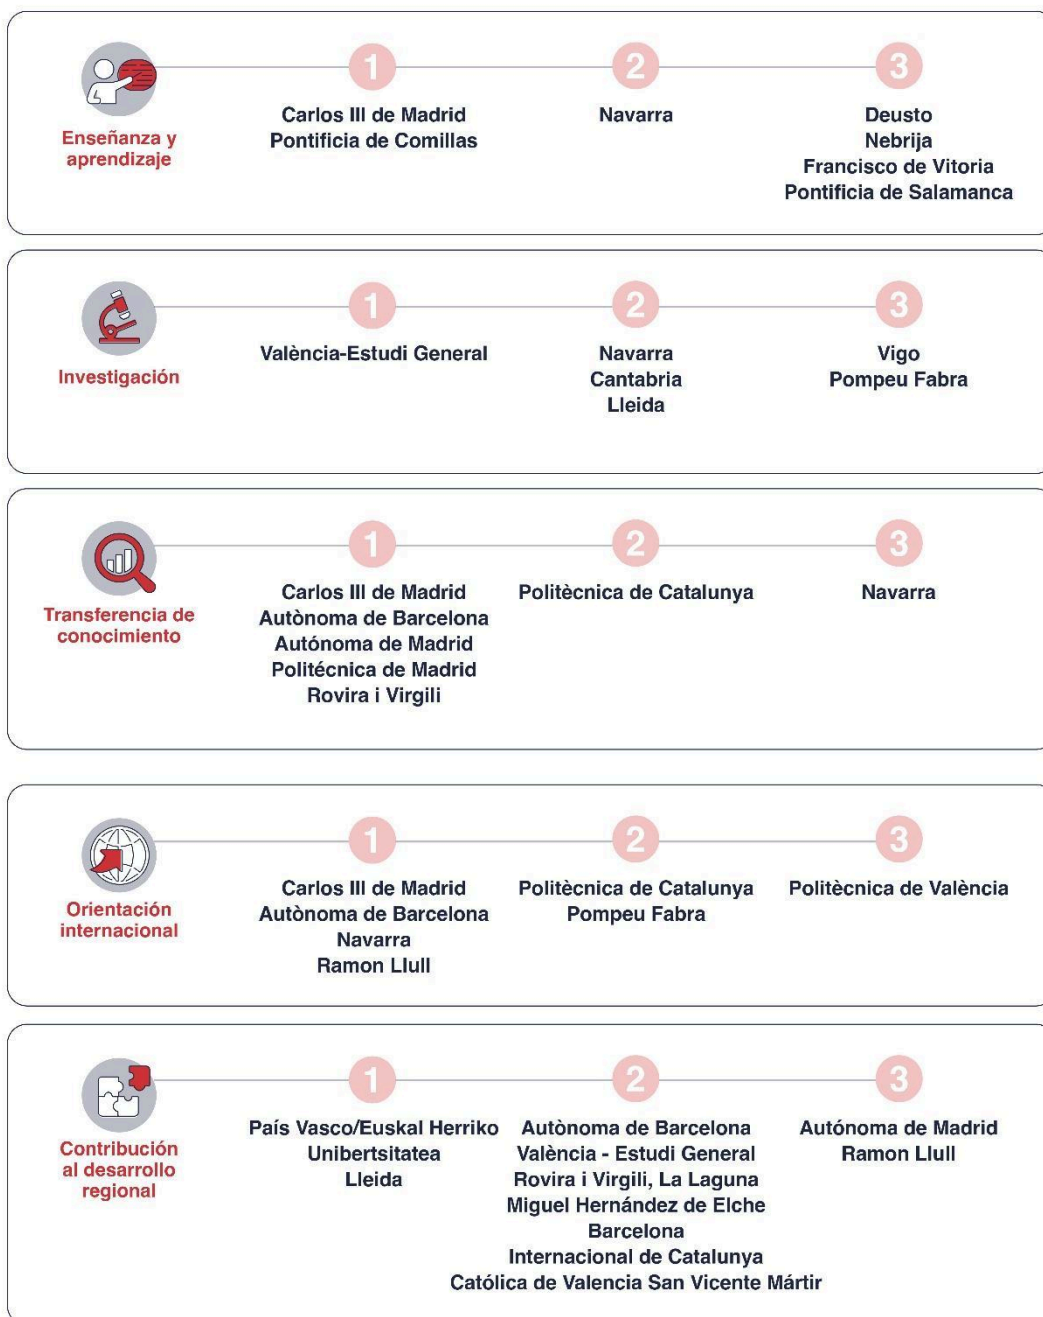 Enseñanza y
aprendizaje
1
Carlos III de Madrid
Pontificia de Comillas
2
Navarra
3
Deusto
Nebrija
Francisco de Vitoria
Pontificia de Salamanca
Investigación
1
València-Estudi General
2
Navarra
Cantabria
Lleida
3
Vigo
Pompeu Fabra
Transferencia de
conocimiento
1
Carlos III de Madrid
Autònoma de Barcelona
Autónoma de Madrid
Politécnica de Madrid
Rovira i Virgili
2
Politècnica de Catalunya
3
Navarra
Orientación
internacional
1
Carlos III de Madrid
Autònoma de Barcelona
Navarra
Ramon Llull
2
Politècnica de Catalunya
Pompeu Fabra
3
Politècnica de València
Contribución
al desarrollo
regional
1
País Vasco/Euskal Herriko
Unibertsitatea
Lleida
2
Autònoma de Barcelona
València - Estudi General
Rovira i Virgili, La Laguna
Miguel Hernández de Elche
Barcelona
Internacional de Catalunya
Católica de Valencia San Vicente Mártir
3
Autónoma de Madrid
Ramon Llull